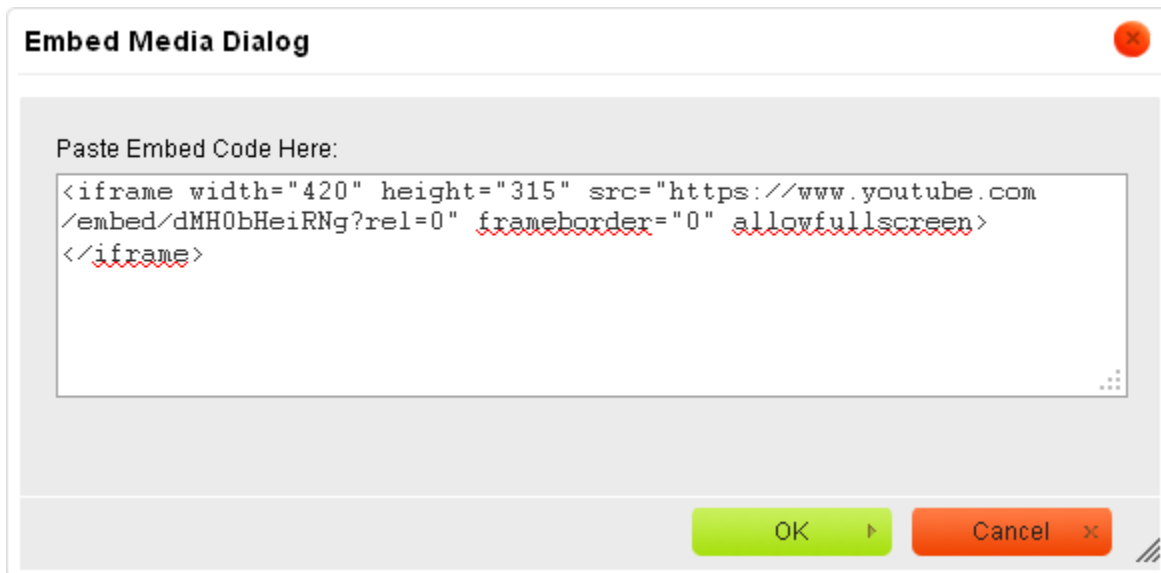 Embed Media Dialog
Paste Embed Code Here:
<iframe width="420" height="315" src="https://www.youtube.com
/embed/dMH0bHeiRNg?rel=0" frameborder="0" allowfullscreen>
</iframe>
OK
Cancel